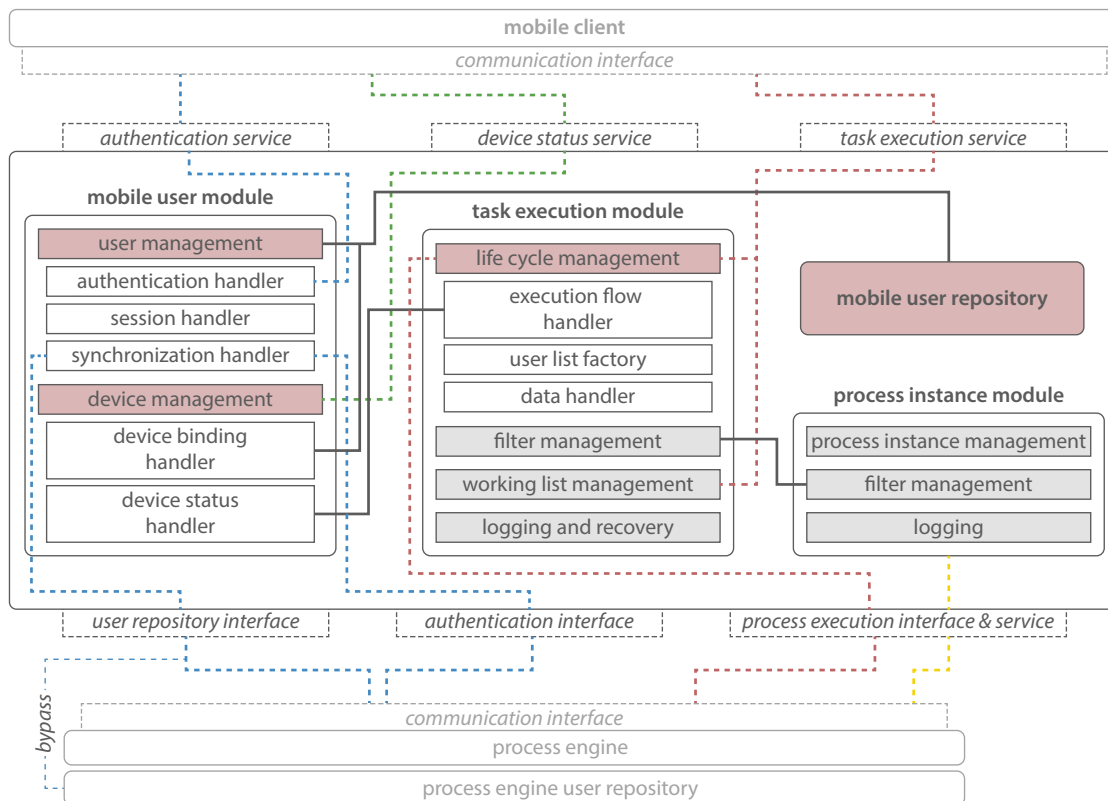 mobile client
communication interface
authentication service
device status service
task execution service
mobile user module
user management
authentication handler
session handler
synchronization handler
device management
device binding
handler
device status
handler
task execution module
life cycle management
execution flow
handler
user list factory
data handler
filter management
working list management
logging and recovery
mobile user repository
process instance module
process instance management
filter management
logging
user repository interface
authentication interface
process execution interface & service
bypass
communication interface
process engine
process engine user repository